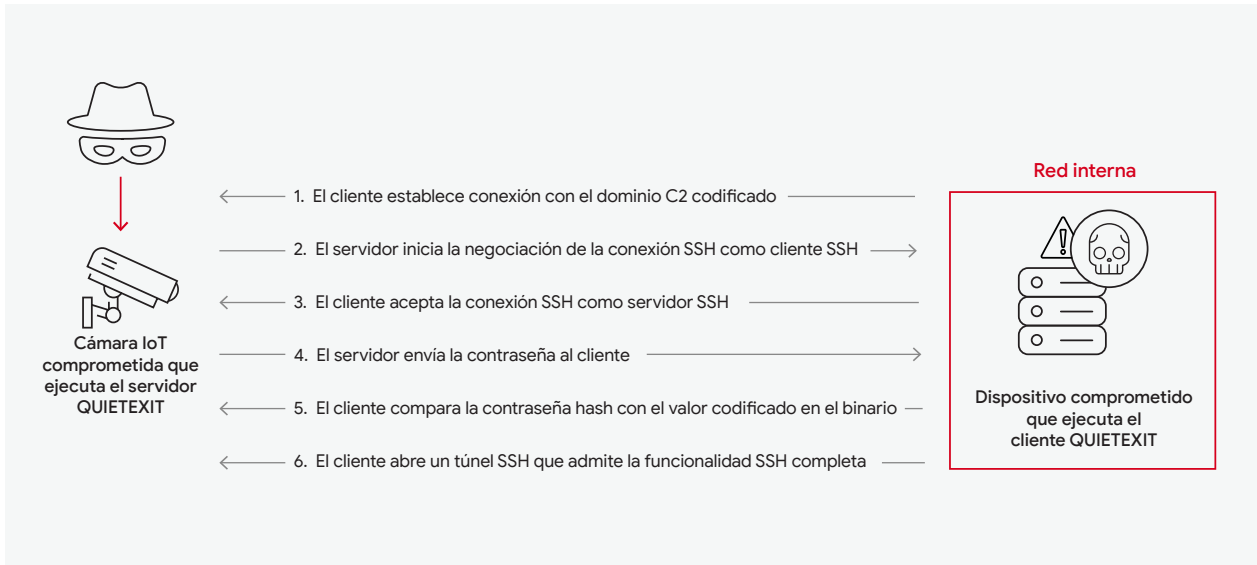 Red interna
1. El cliente establece conexión con el dominio C2 codificado
2. El servidor inicia la negociación de la conexión SSH como cliente SSH
3. El cliente acepta la conexión SSH como servidor SSH
4. El servidor envía la contraseña al cliente
5. El cliente compara la contraseña hash con el valor codificado en el binario
6. El cliente abre un túnel SSH que admite la funcionalidad SSH completa
Cámara IoT
comprometida que
ejecuta el servidor
QUIETEXIT
Dispositivo comprometido
que ejecuta el
cliente QUIETEXIT